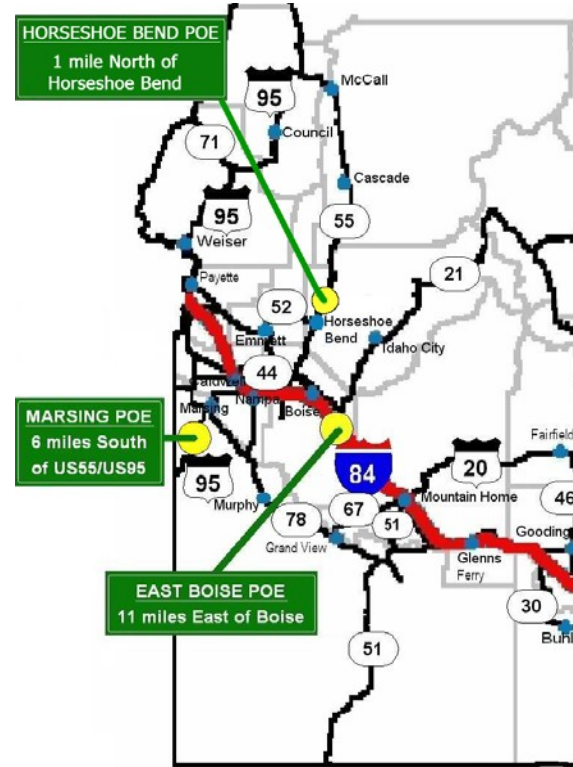 HORSESHOE BEND POE
1 mile North of
Horseshoe Bend
95
McCall
Council
71
Cascade
95
55
Weiser
21
Payette
52
Horseshoe
Bend
Emmett
Idaho City
44
Caldwell
Nampa
Boise
Marsing
MARSING POE
6 miles South
of US55/US95
Fairfield
84
20
95
Mountain Home
46
Murphy
67
78
51
Grand View
Gooding
Glenns
Ferry
EAST BOISE POE
11 miles East of Boise
30
Buhl
51